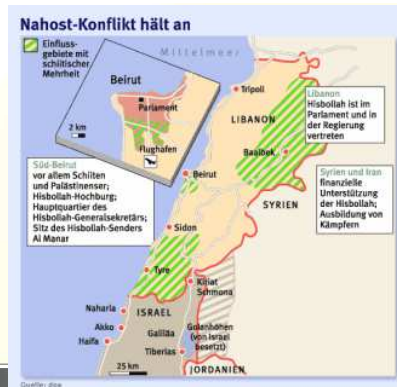 Nahost-Konflikt hält an
Einfluss-
gebiete mit
schiitischer
Mehrheit
Mittelmeer
Beirut
Parlament
2 km
Flughafen
Tripoli
LIBANON
Libanon
Hisbollah ist im
Parlament und in
der Regierung
vertreten
Baalbek
Süd-Beirut
vor allem Schiiten
und Palästinenser;
Hisbollah-Hochburg;
Hauptquartier des
Hisbollah-Generalsekretärs;
Sitz des Hisbollah-Senders
Al Manar
Beirut
Syrien und Iran
finanzielle
Unterstützung
der Hisbollah;
Ausbildung von
Kämpfern
SYRIEN
Sidon
Tyre
Kiriat
Schmona
Naharia
ISRAEL
Akko
Haifa
Galiläa
Golanhöhen
(von Israel
besetzt)
Tiberias
25 km
JORDANIEN
Quelle: dpa